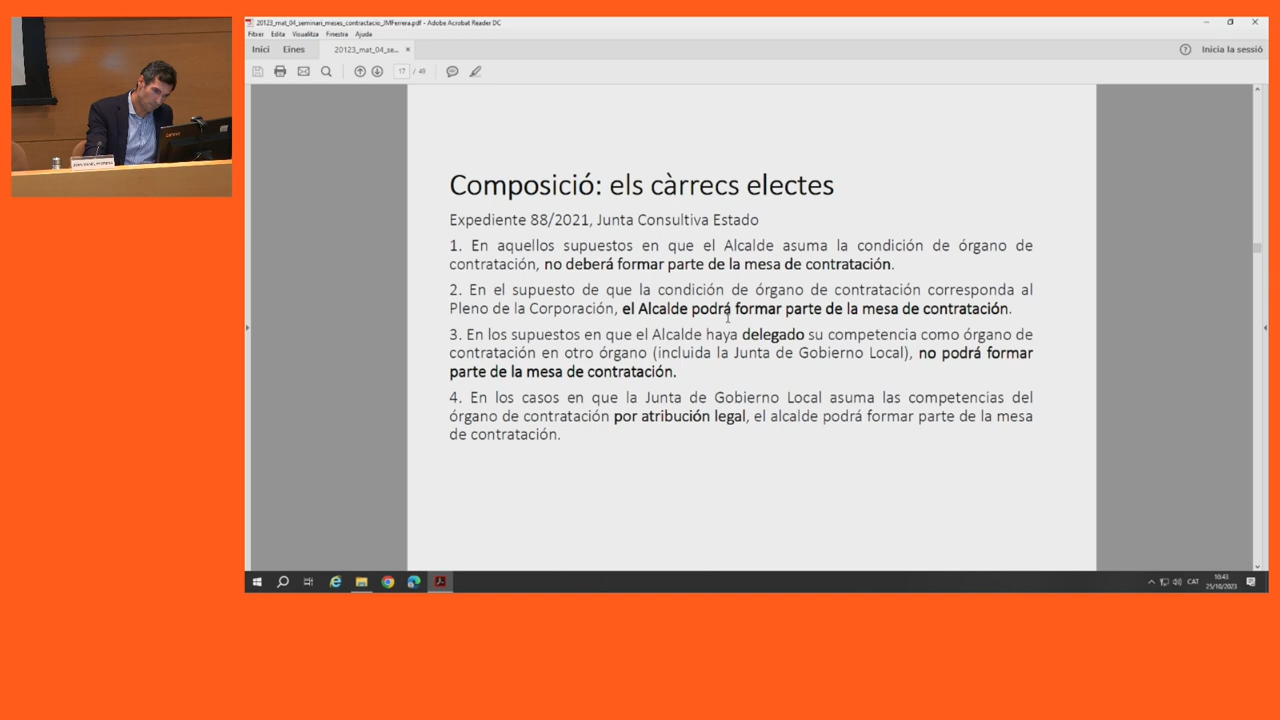 20123_mat_04_seminari_meses_contractacio_JMFerrera.pdf - Adobe Acrobat Reader DC
Fitxer Edita Visualitza Finestra Ajuda
Inici Eines 20123_mat_04_se... × Inicia la sessió
17 / 49
Composició: els càrrecs electes
Expediente 88/2021, Junta Consultiva Estado
1. En aquellos supuestos en que el Alcalde asuma la condición de órgano de
contratación, no deberá formar parte de la mesa de contratación.
2. En el supuesto de que la condición de órgano de contratación corresponda al
Pleno de la Corporación, el Alcalde podrá formar parte de la mesa de contratación.
3. En los supuestos en que el Alcalde haya delegado su competencia como órgano de
contratación en otro órgano (incluida la Junta de Gobierno Local), no podrá formar
parte de la mesa de contratación.
4. En los casos en que la Junta de Gobierno Local asuma las competencias del
órgano de contratación por atribución legal, el alcalde podrá formar parte de la mesa
de contratación.
CAT
10:43
25/10/2023